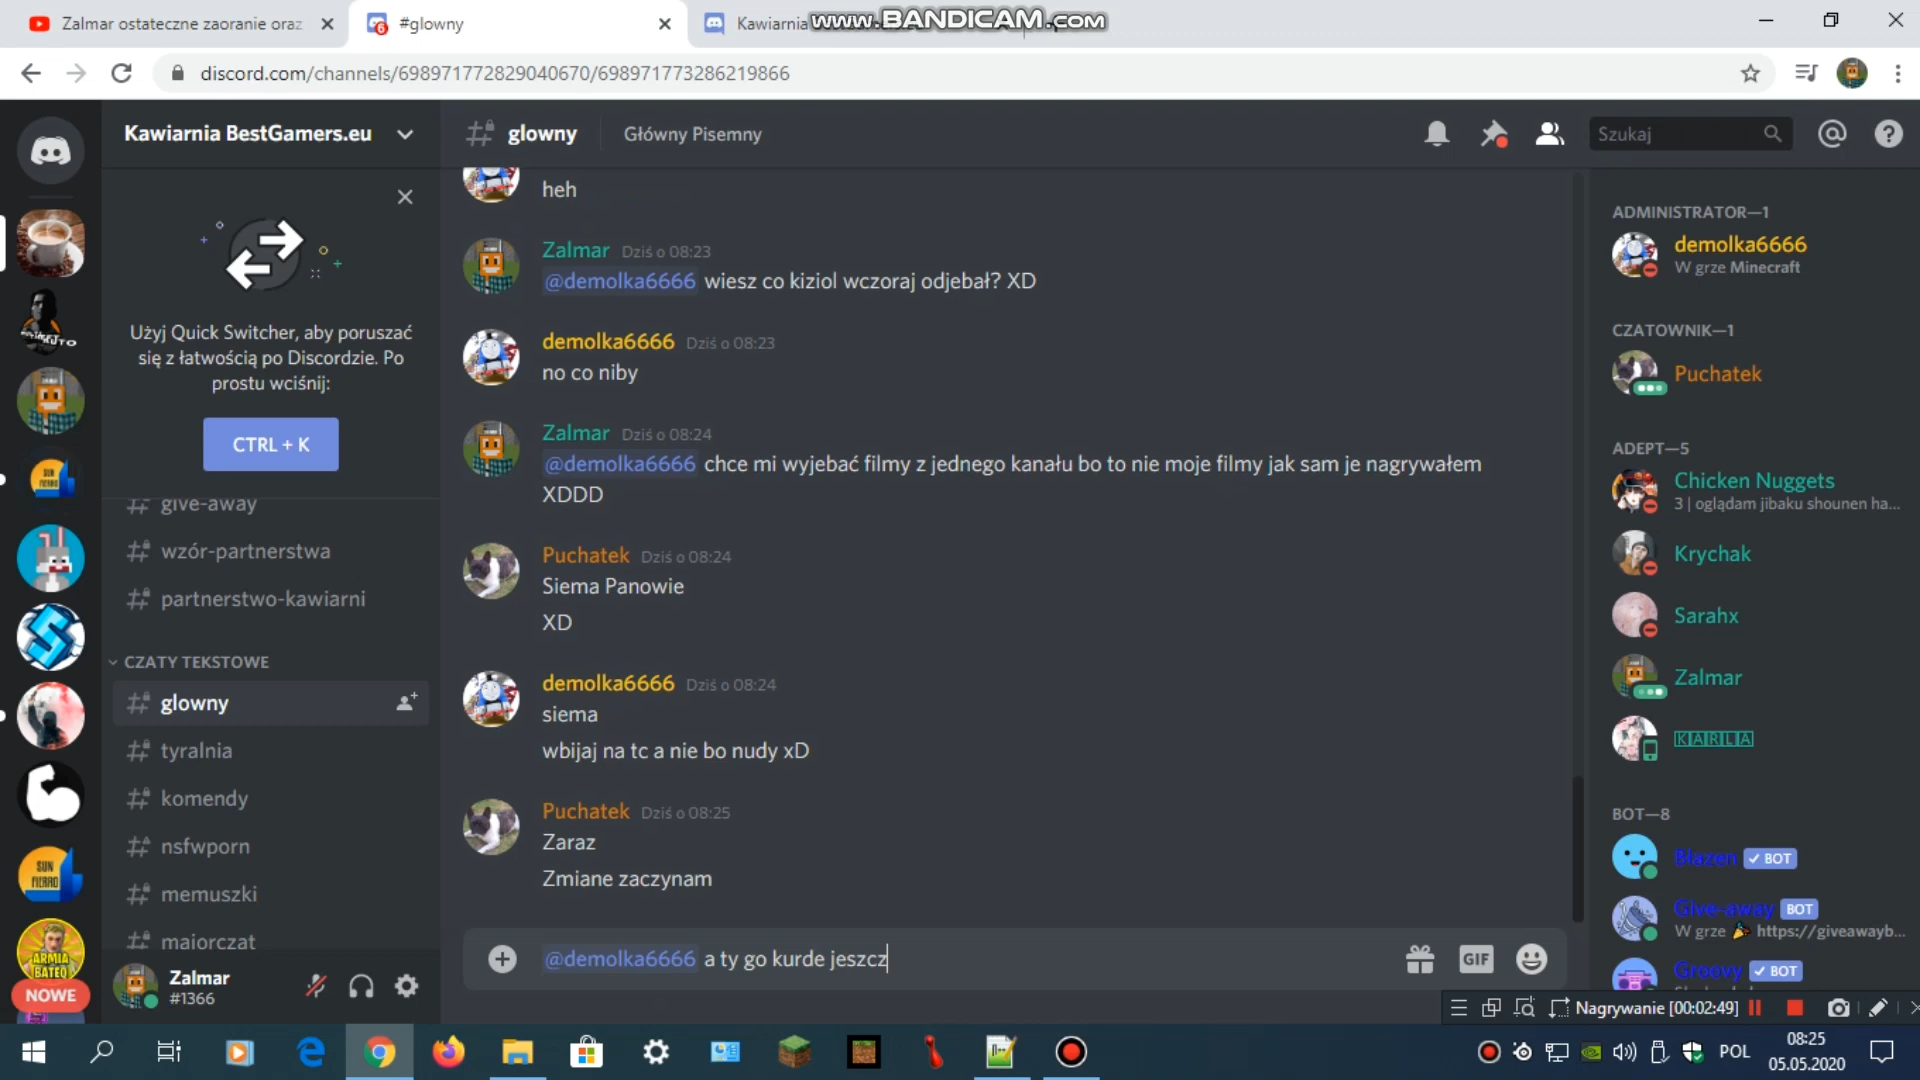 Zalmar ostateczne zaoranie oraz
#glowny
Kawiarnia
www.BANDICAM.com
discord.com/channels/698971772829040670/698971773286219866
Kawiarnia BestGamers.eu
glowny
Główny Pisemny
Szukaj
Użyj Quick Switcher, aby poruszać
się z łatwością po Discordzie. Po
prostu wciśnij:
CTRL + K
give-away
wzór-partnerstwa
partnerstwo-kawiarni
CZATY TEKSTOWE
glowny
tyralnia
komendy
nsfwporn
memuszki
maiorczat
SUN
FIERRO
ARMIA
BATEQ
NOWE
Zalmar
#1366
heh
Zalmar Dziś o 08:23
@demolka6666 wiesz co kiziol wczoraj odjebał? XD
demolka6666 Dziś o 08:23
no co niby
Zalmar Dziś o 08:24
@demolka6666 chce mi wyjebać filmy z jednego kanału bo to nie moje filmy jak sam je nagrywałem
XDDD
Puchatek Dziś o 08:24
Siema Panowie
XD
demolka6666 Dziś o 08:24
siema
wbijaj na tc a nie bo nudy xD
Puchatek Dziś o 08:25
Zaraz
Zmiane zaczynam
@demolka6666 a ty go kurde jeszcz
GIF
ADMINISTRATOR—1
demolka6666
W grze Minecraft
CZATOWNIK—1
Puchatek
ADEPT—5
Chicken Nuggets
3 | oglądam jibaku shounen ha...
Krychak
Sarahx
Zalmar
KARLA
BOT—8
Blazen BOT
Give-away BOT
W grze 🎉 https://giveawayb...
Groovy BOT
Nagrywanie [00:02:49]
POL
08:25
05.05.2020